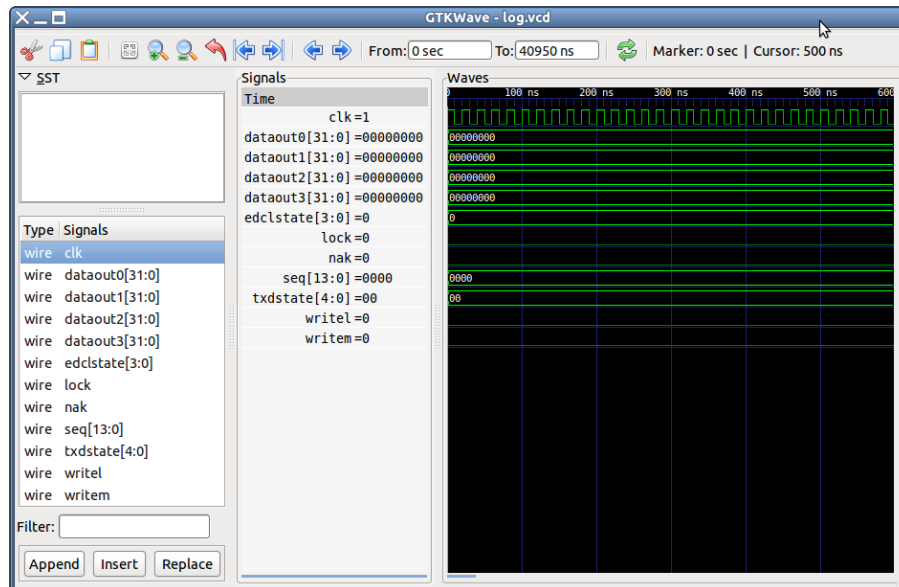 GTKWave - log.vcd
From: 0 sec To: 40950 ns Marker: 0 sec | Cursor: 500 ns
SST
Type Signals
wire clk
wire dataout0[31:0]
wire dataout1[31:0]
wire dataout2[31:0]
wire dataout3[31:0]
wire edclstate[3:0]
wire lock
wire nak
wire seq[13:0]
wire txdstate[4:0]
wire writel
wire writem
Filter:
Append Insert Replace
Signals
Time
clk=1
dataout0[31:0]=00000000
dataout1[31:0]=00000000
dataout2[31:0]=00000000
dataout3[31:0]=00000000
edclstate[3:0]=0
lock=0
nak=0
seq[13:0]=0000
txdstate[4:0]=00
writel=0
writem=0
Waves
100 ns 200 ns 300 ns 400 ns 500 ns 600
00000000
00000000
00000000
00000000
0
0000
00